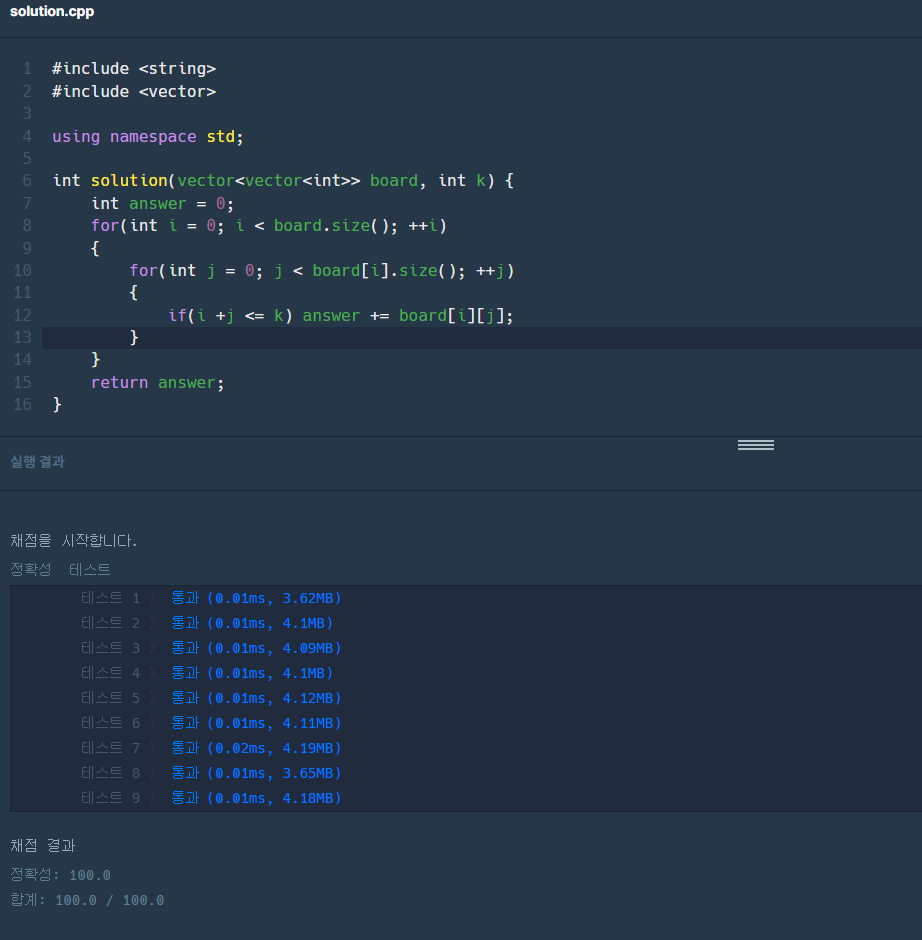 solution.cpp
1 #include <string>
2 #include <vector>
3
4 using namespace std;
5
6 int solution(vector<vector<int>> board, int k) {
7     int answer = 0;
8     for(int i = 0; i < board.size(); ++i)
9     {
10         for(int j = 0; j < board[i].size(); ++j)
11         {
12             if(i +j <= k) answer += board[i][j];
13         }
14     }
15     return answer;
16 }
실행 결과
채점을 시작합니다.
정확성 테스트
테스트 1 〉 통과 (0.01ms, 3.62MB)
테스트 2 〉 통과 (0.01ms, 4.1MB)
테스트 3 〉 통과 (0.01ms, 4.09MB)
테스트 4 〉 통과 (0.01ms, 4.1MB)
테스트 5 〉 통과 (0.01ms, 4.12MB)
테스트 6 〉 통과 (0.01ms, 4.11MB)
테스트 7 〉 통과 (0.02ms, 4.19MB)
테스트 8 〉 통과 (0.01ms, 3.65MB)
테스트 9 〉 통과 (0.01ms, 4.18MB)
채점 결과
정확성: 100.0
합계: 100.0 / 100.0